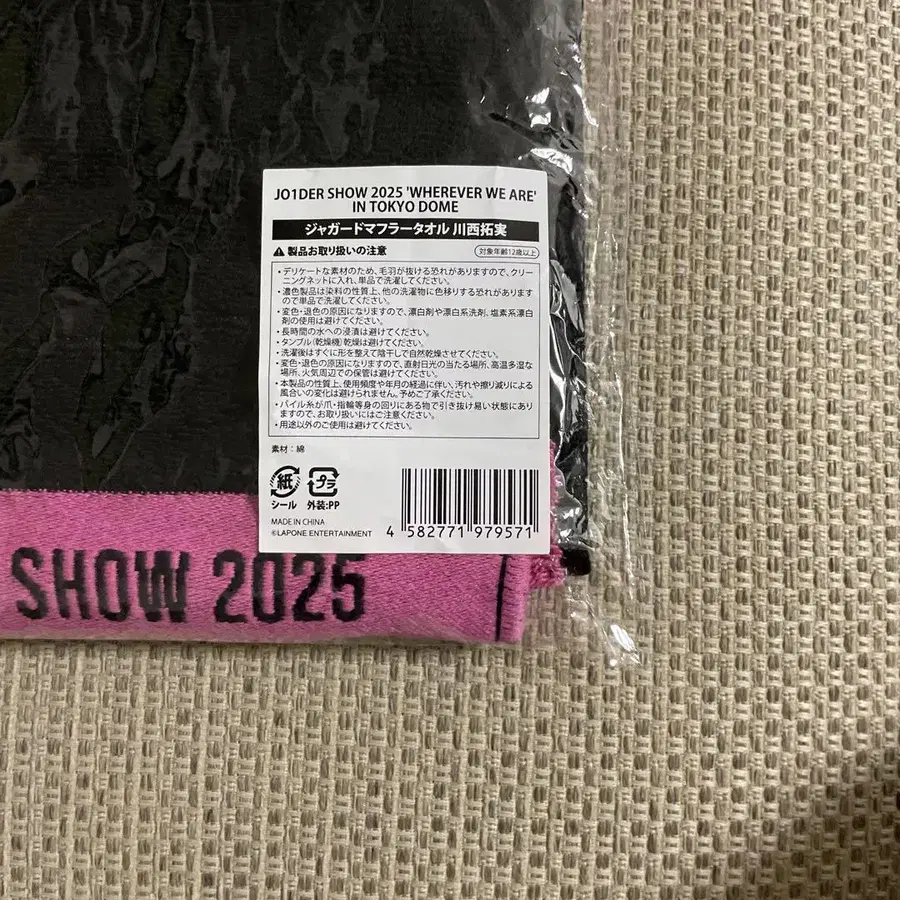 JO1DER SHOW 2025 'WHEREVER WE ARE'
IN TOKYO DOME
ジャガードマフラータオル 川西拓実
製品お取り扱いの注意
対象年齢12歳以上
・デリケートな素材のため、毛羽が抜ける恐れがありますので、クリー
ニングネットに入れ、単品で洗濯してください。
・濃色製品は染料の性質上、他の洗濯物に色移りする恐れがあります
ので単品で洗濯してください。
・変色・退色の原因になりますので、漂白剤や漂白系洗剤、塩素系漂白
剤の使用は避けてください。
・長時間の水への浸漬は避けてください。
・タンブル(乾燥機)乾燥は避けてください。
・洗濯後はすぐに形を整えて陰干しで自然乾燥させてください。
・変色・退色の原因になりますので、直射日光の当たる場所、高温多湿な
場所、火気周辺での保管は避けてください。
・本製品の性質上、使用頻度や年月の経過に伴い、汚れや擦り減りによる
風合いの変化は避けられません。予めご了承ください。
・パイル糸が爪・指輪等身の回りにある物で引き抜け易い状態にあり
ますので、お取り扱いにはご注意ください。
・用途以外のご使用は避けてください。
素材:綿
紙
シール
プラ
外装:PP
MADE IN CHINA
©LAPONE ENTERTAINMENT
4 582771 979571
SHOW 2025